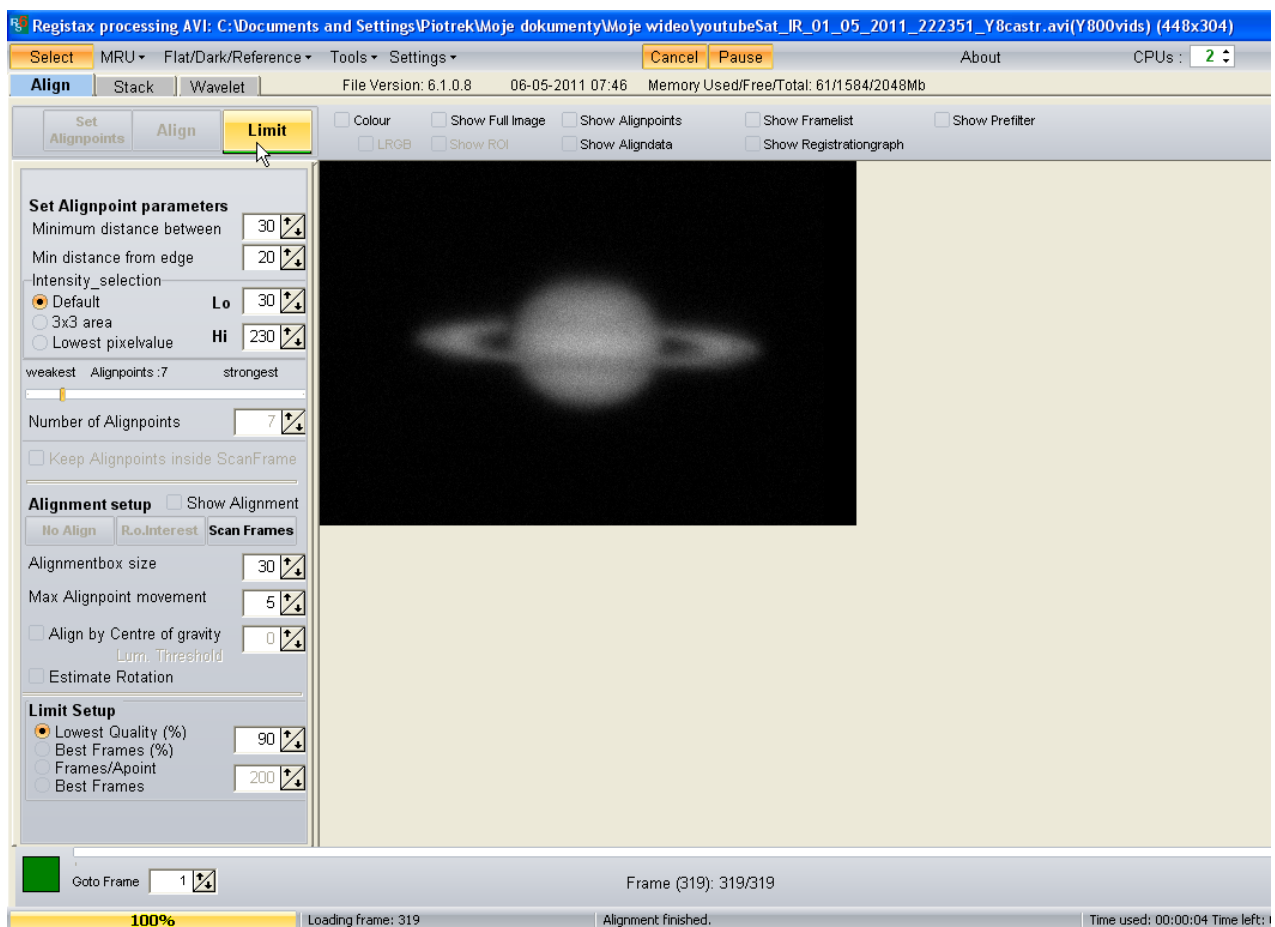 Registax processing AVI: C:\Documents and Settings\Piotrek\Moje dokumenty\Moje wideo\youtubeSat_IR_01_05_2011_222351_Y8castr.avi(Y800vids) (448x304)
Select MRU Flat/Dark/Reference Tools Settings Cancel Pause About CPUs : 2
Align Stack Wavelet File Version: 6.1.0.8 06-05-2011 07:46 Memory Used/Free/Total: 61/1584/2048Mb
Set Alignpoints Align Limit
Colour Show Full Image Show Alignpoints Show Framelist Show Prefilter
LRGB Show ROI Show Aligndata Show Registrationgraph
Set Alignpoint parameters
Minimum distance between 30
Min distance from edge 20
Intensity_selection
Default Lo 30
3x3 area
Lowest pixelvalue Hi 230
weakest Alignpoints :7 strongest
Number of Alignpoints 7
Keep Alignpoints inside ScanFrame
Alignment setup Show Alignment
No Align R.o.Interest Scan Frames
Alignmentbox size 30
Max Alignpoint movement 5
Align by Centre of gravity 0
Lum. Threshold
Estimate Rotation
Limit Setup
Lowest Quality (%) 90
Best Frames (%)
Frames/Apoint 200
Best Frames
Goto Frame 1 Frame (319): 319/319
100% Loading frame: 319 Alignment finished. Time used: 00:00:04 Time left: